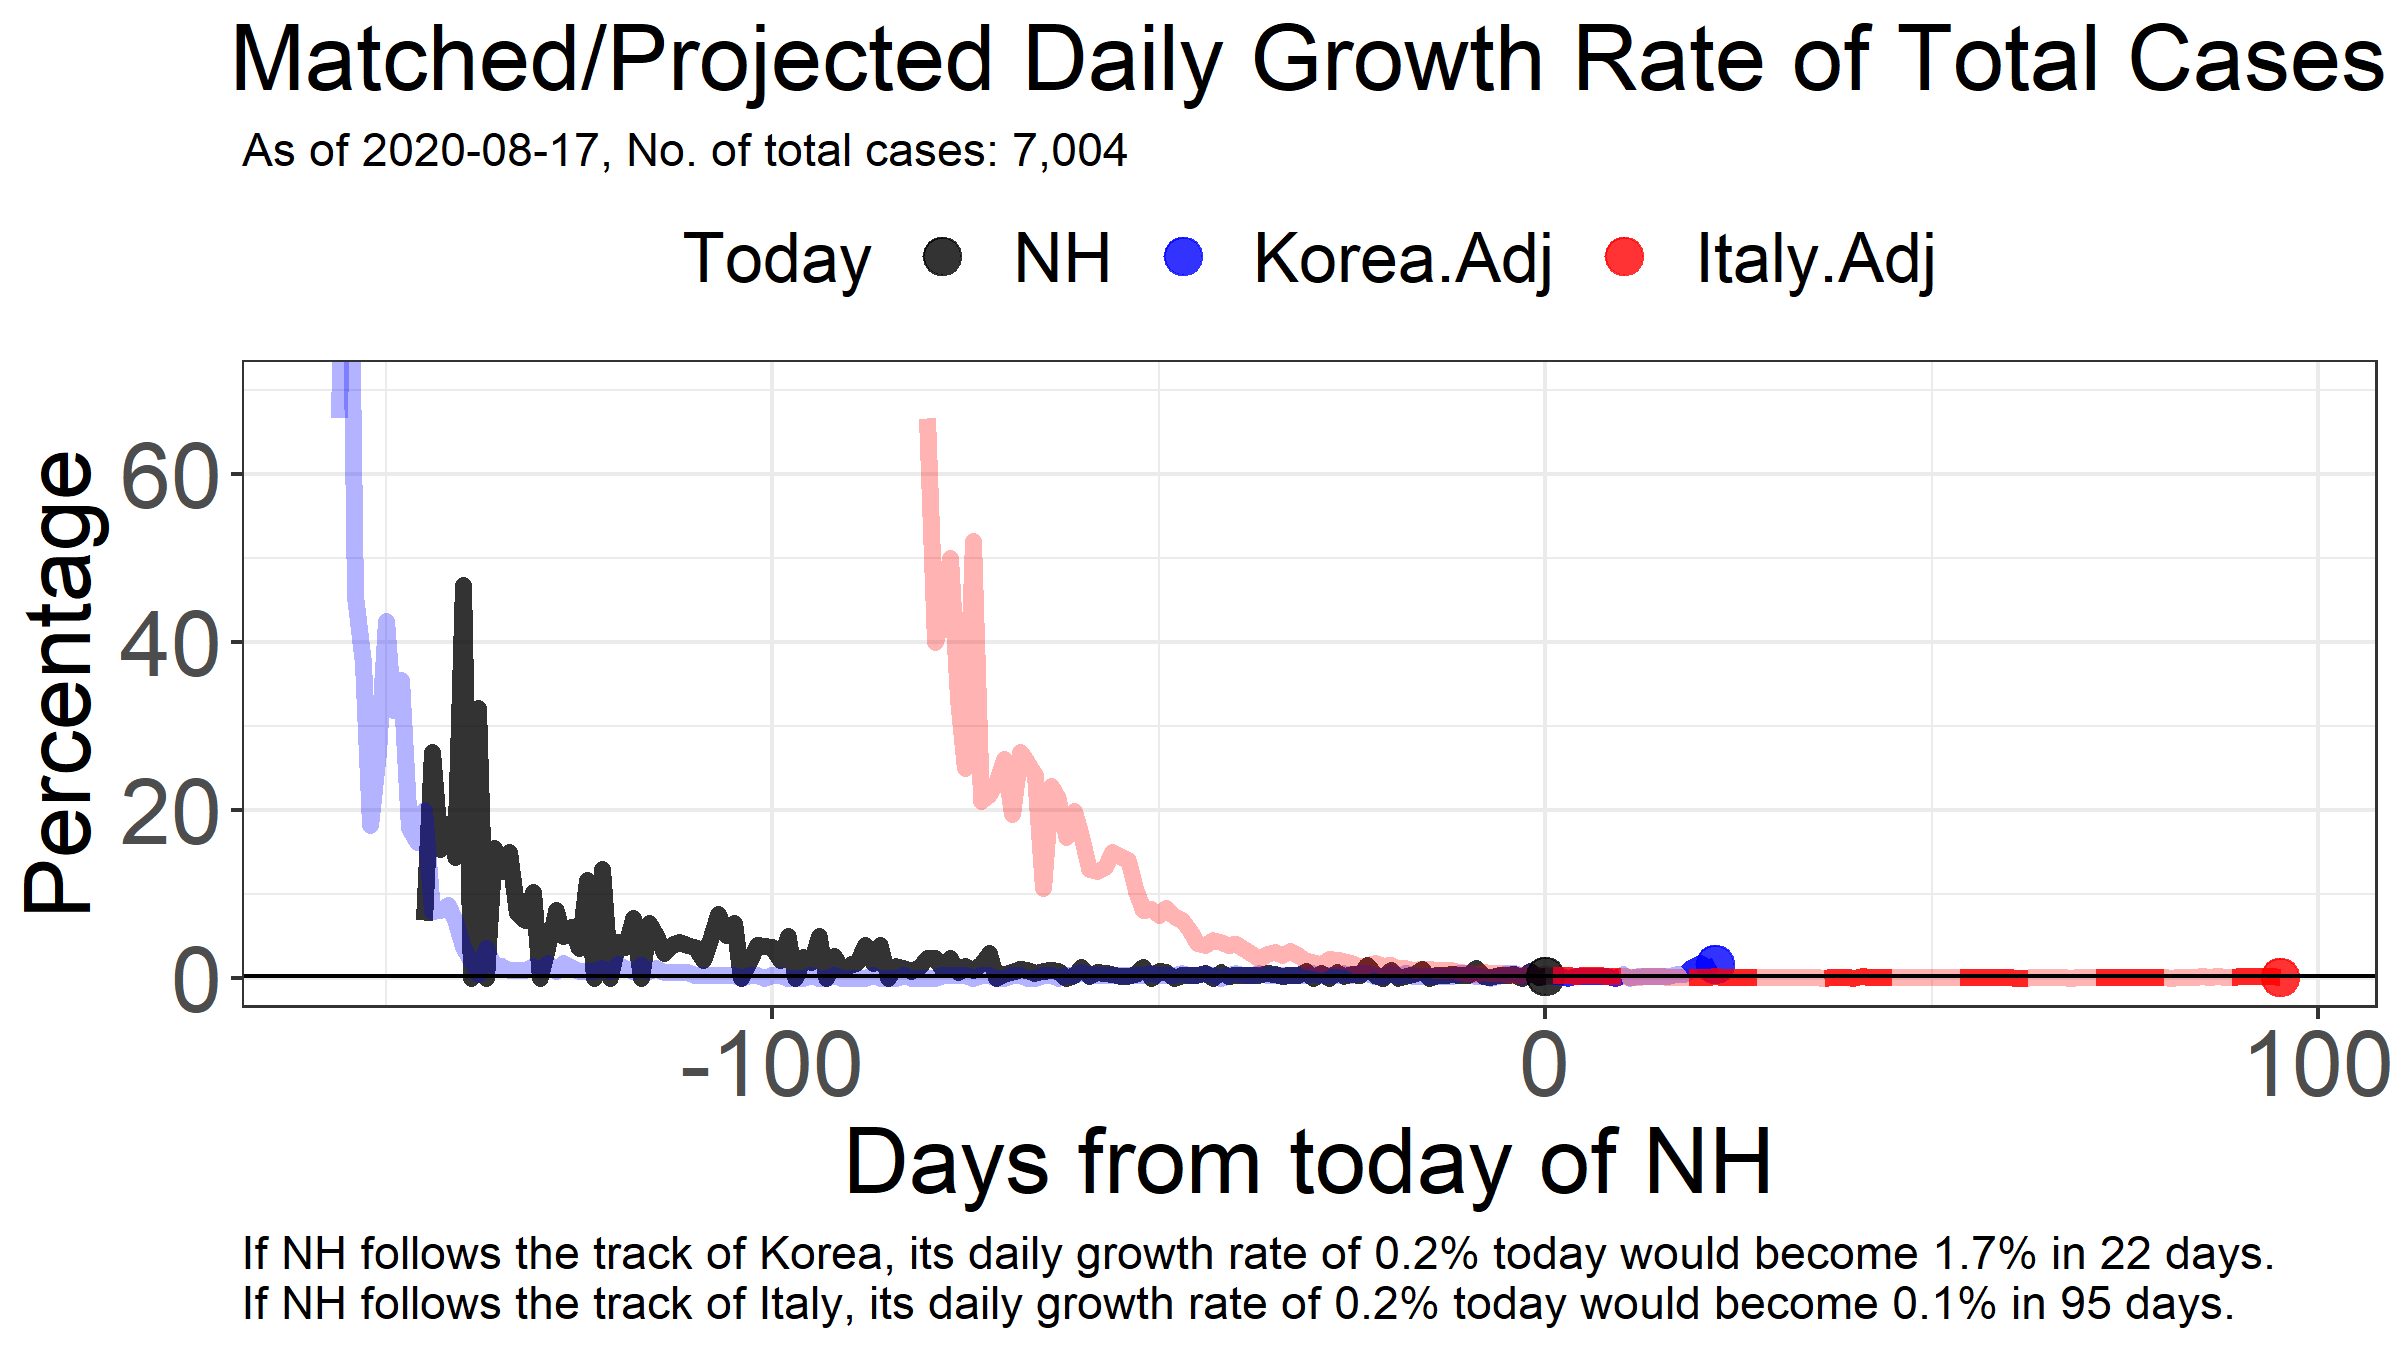 Matched/Projected Daily Growth Rate of Total Cases
As of 2020-08-17, No. of total cases: 7,004
Today NH Korea.Adj Italy.Adj
Percentage
60
40
20
0
-100 0 100
Days from today of NH
If NH follows the track of Korea, its daily growth rate of 0.2% today would become 1.7% in 22 days.
If NH follows the track of Italy, its daily growth rate of 0.2% today would become 0.1% in 95 days.